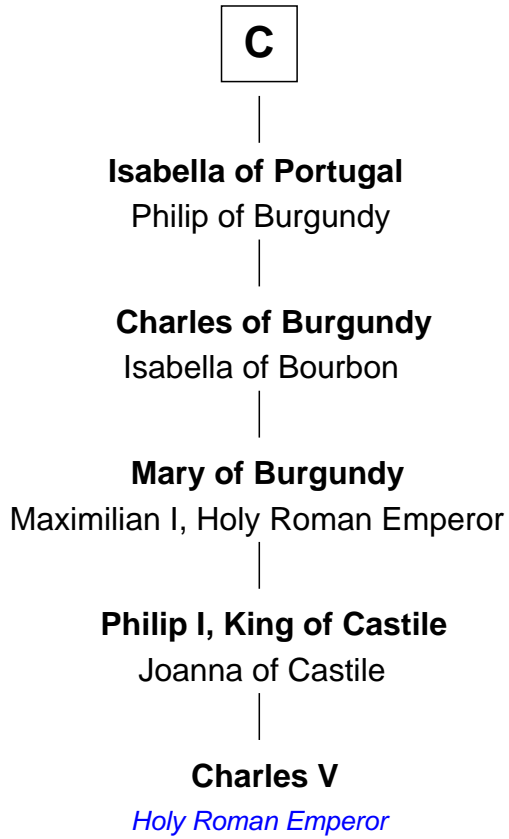 C
Isabella of Portugal
Philip of Burgundy
Charles of Burgundy
Isabella of Bourbon
Mary of Burgundy
Maximilian I, Holy Roman Emperor
Philip I, King of Castile
Joanna of Castile
Charles V
Holy Roman Emperor